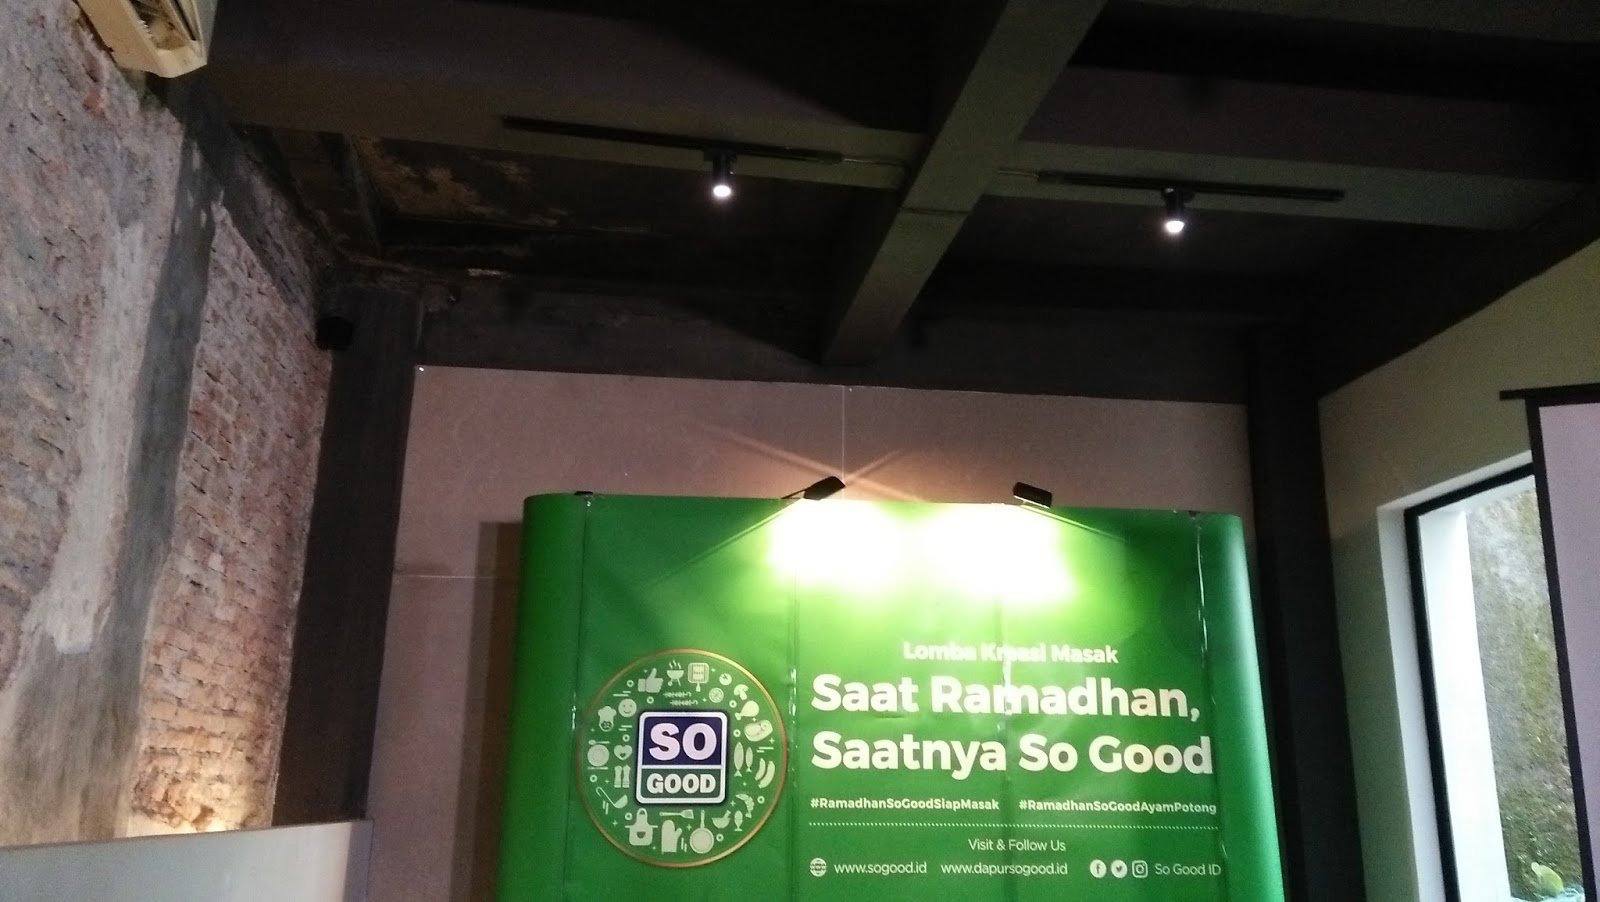 Lomba Kreasi Masak
Saat Ramadhan,
Saatnya So Good
SO
GOOD
#RamadhanSoGoodSiapMasak #RamadhanSoGoodAyamPotong
Visit & Follow Us
www.sogood.id www.dapursogood.id So Good ID